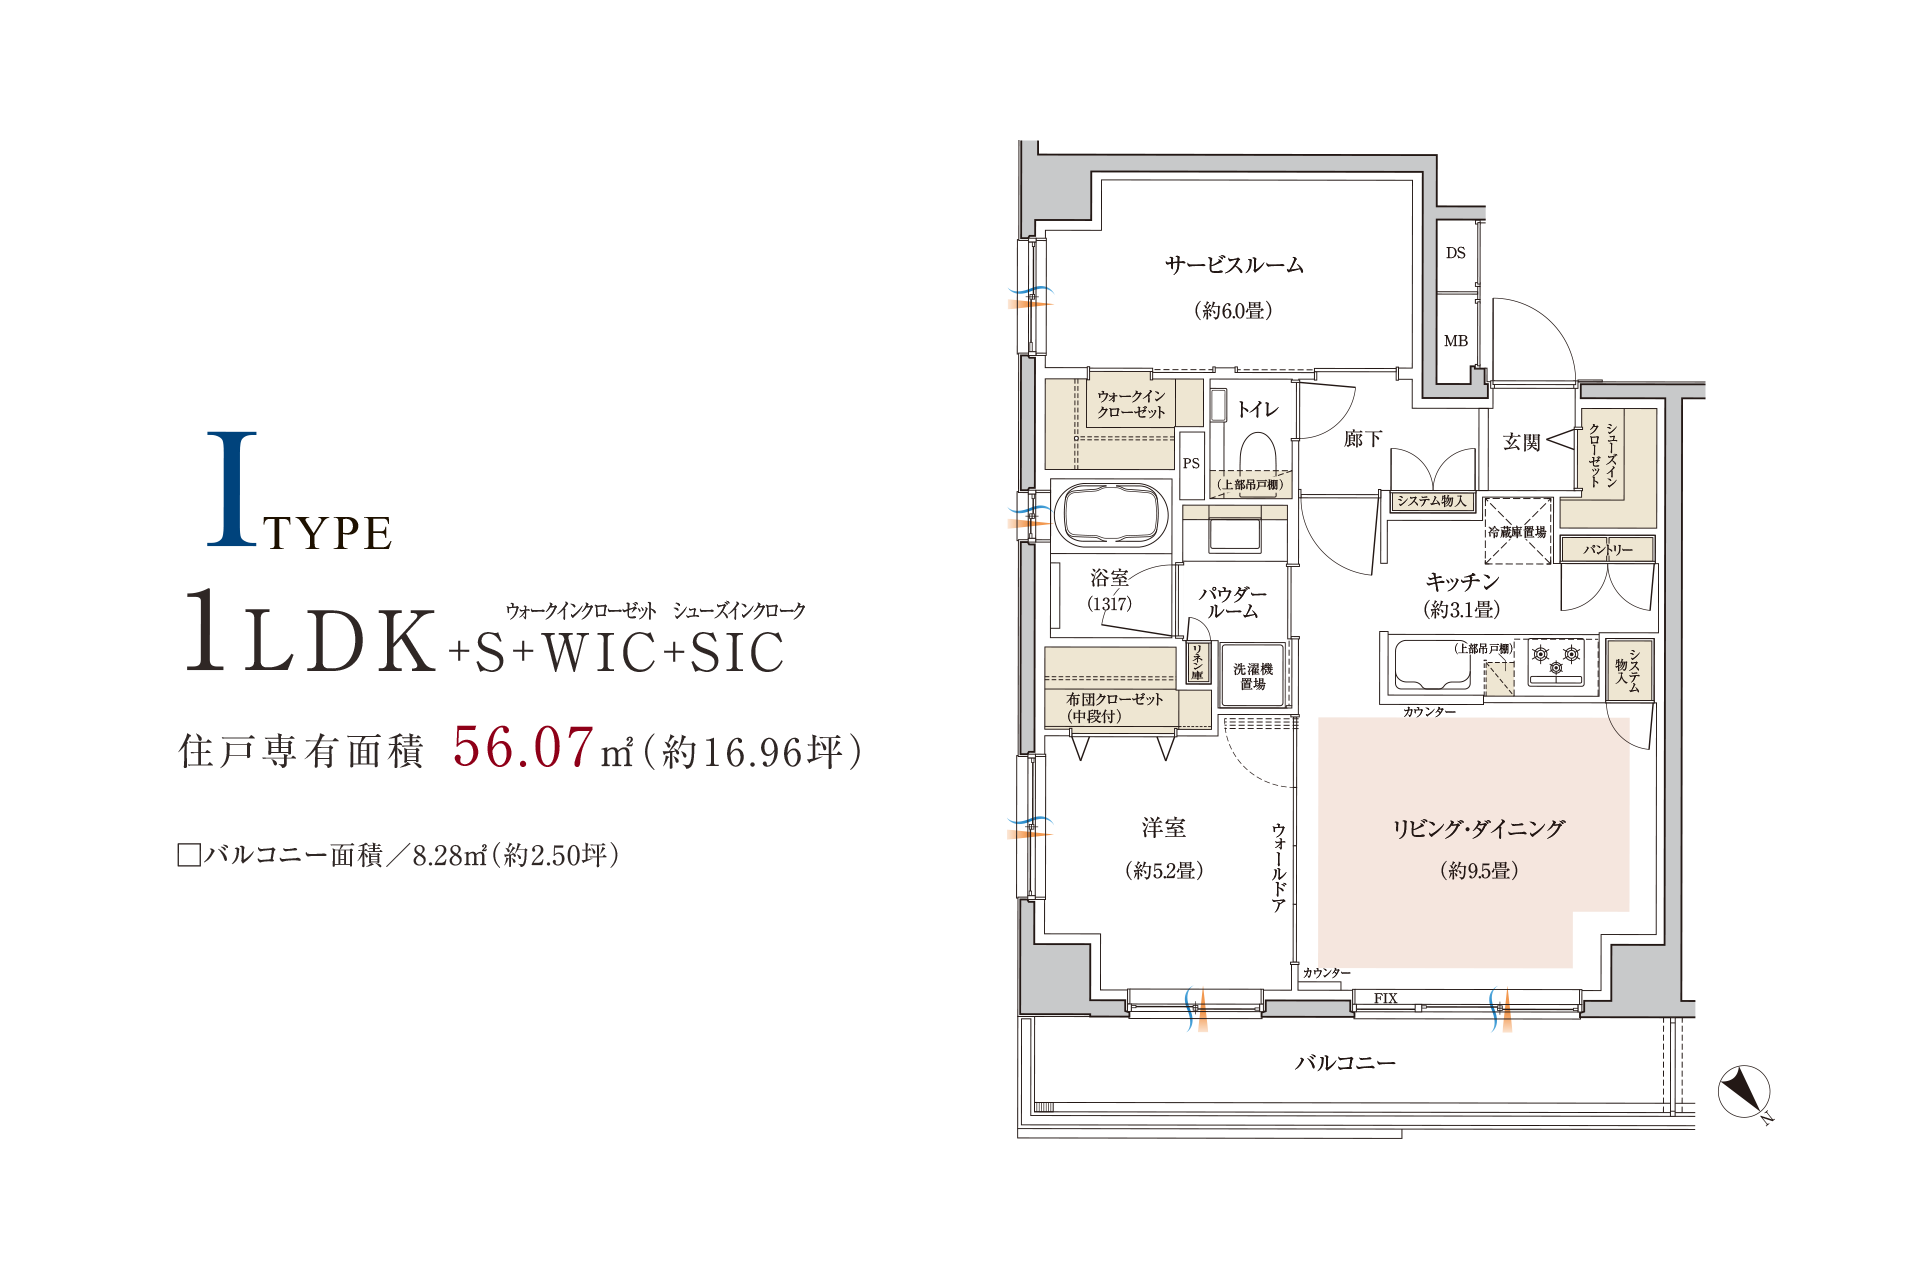 I TYPE
ウォークインクローゼット シューズインクローク
1LDK+S+WIC+SIC
住戸専有面積 56.07㎡(約16.96坪)
□バルコニー面積／8.28㎡(約2.50坪)
サービスルーム
(約6.0畳)
DS
MB
ウォークイン
クローゼット
トイレ
(上部吊戸棚)
PS
廊下
玄関
シューズイン
クローゼット
システム物入
冷蔵庫置場
パントリー
浴室
(1317)
パウダー
ルーム
キッチン
(約3.1畳)
リネン庫
洗濯機
置場
(上部吊戸棚)
システム
物入
カウンター
布団クローゼット
(中段付)
洋室
(約5.2畳)
ウォールドア
リビング・ダイニング
(約9.5畳)
カウンター
FIX
バルコニー
N